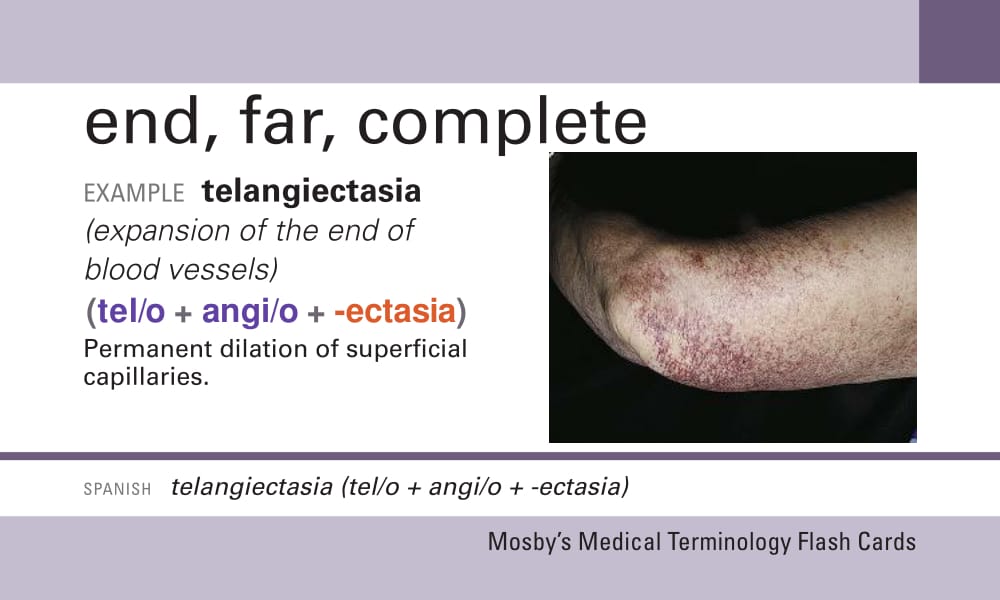 end, far, complete
EXAMPLE telangiectasia
(expansion of the end of
blood vessels)
(tel/o + angi/o + -ectasia)
Permanent dilation of superficial
capillaries.
SPANISH telangiectasia (tel/o + angi/o + -ectasia)
Mosby's Medical Terminology Flash Cards